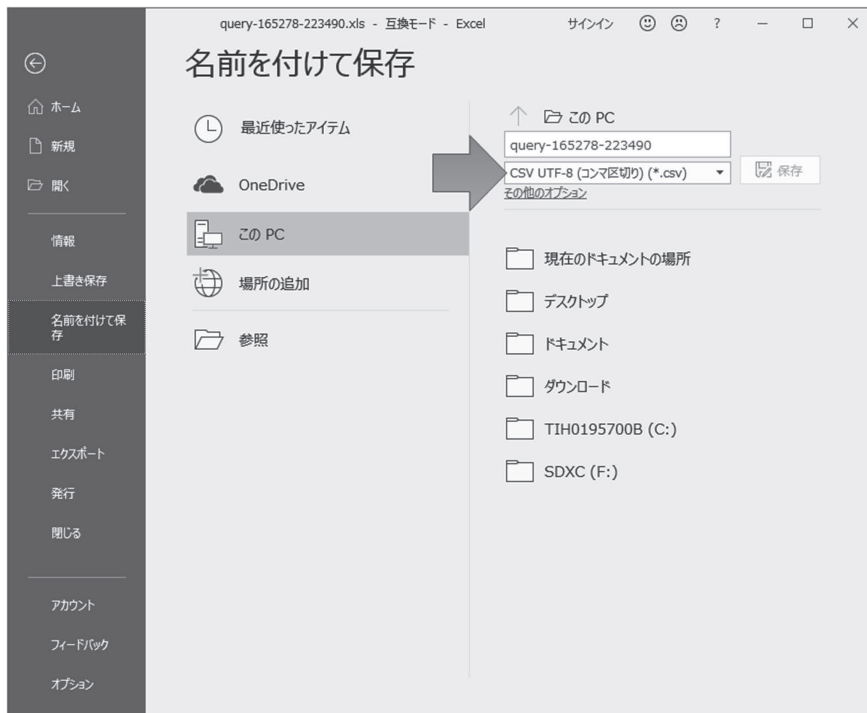 query-165278-223490.xls - 互換モード - Excel
サインイン
?
名前を付けて保存
ホーム
新規
開く
情報
上書き保存
名前を付けて保
存
印刷
共有
エクスポート
発行
閉じる
アカウント
フィードバック
オプション
最近使ったアイテム
OneDrive
この PC
場所の追加
参照
この PC
query-165278-223490
CSV UTF-8 (コンマ区切り) (*.csv)
保存
その他のオプション
現在のドキュメントの場所
デスクトップ
ドキュメント
ダウンロード
TIH0195700B (C:)
SDXC (F:)